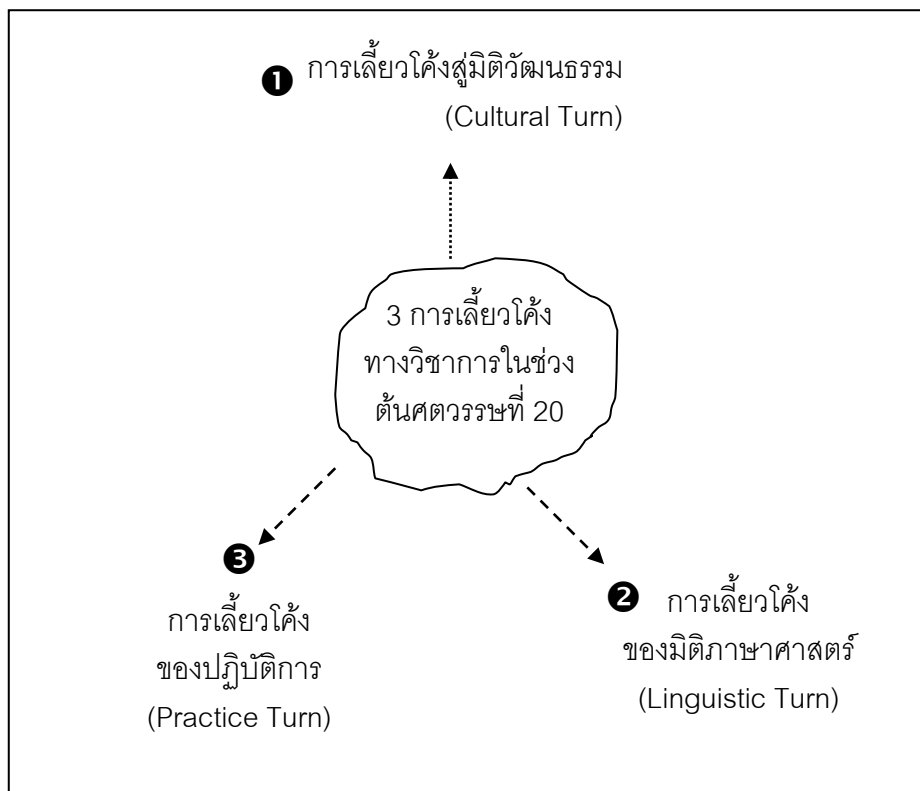 ❶ การเลี้ยวโค้งสู่มิติวัฒนธรรม
(Cultural Turn)
3 การเลี้ยวโค้ง
ทางวิชาการในช่วง
ต้นศตวรรษที่ 20
❸
การเลี้ยวโค้ง
ของปฏิบัติการ
(Practice Turn)
❷ การเลี้ยวโค้ง
ของมิติภาษาศาสตร์
(Linguistic Turn)